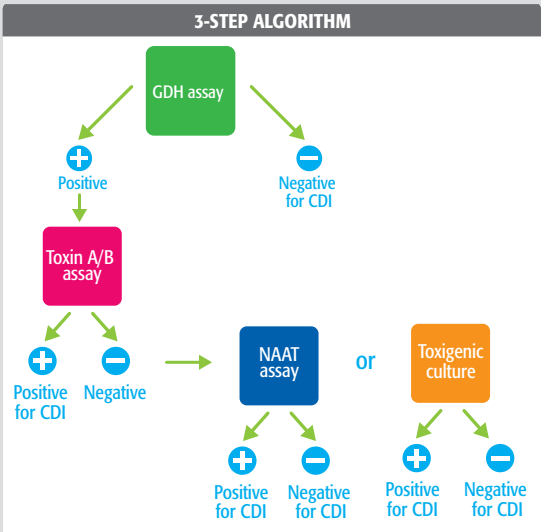 3-STEP ALGORITHM
GDH assay
Positive
Negative
for CDI
Toxin A/B
assay
Positive
for CDI
Negative
NAAT
assay
or
Toxigenic
culture
Positive
for CDI
Negative
for CDI
Positive
for CDI
Negative
for CDI